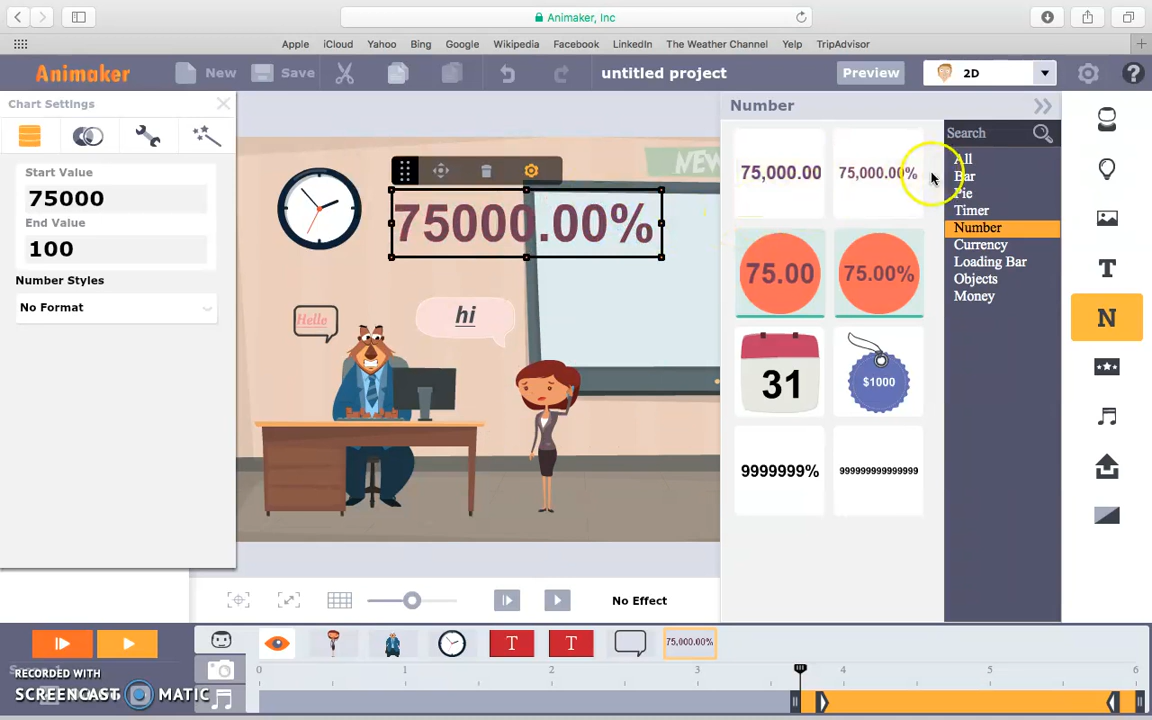 Animaker, Inc
Apple iCloud Yahoo Bing Google Wikipedia Facebook LinkedIn The Weather Channel Yelp TripAdvisor
Animaker New Save untitled project Preview 2D ?
Chart Settings
Start Value
75000
End Value
100
Number Styles
No Format
NEW
75000.00%
Hello
hi
Number
75,000.00 75,000.00%
75.00 75.00%
31 $1000
9999999% 999999999999999
Search
All
Bar
Pie
Timer
Number
Currency
Loading Bar
Objects
Money
T
N
No Effect
T T 75,000.00%
0 1 2 3 4 5 6
RECORDED WITH
SCREENCAST MATIC